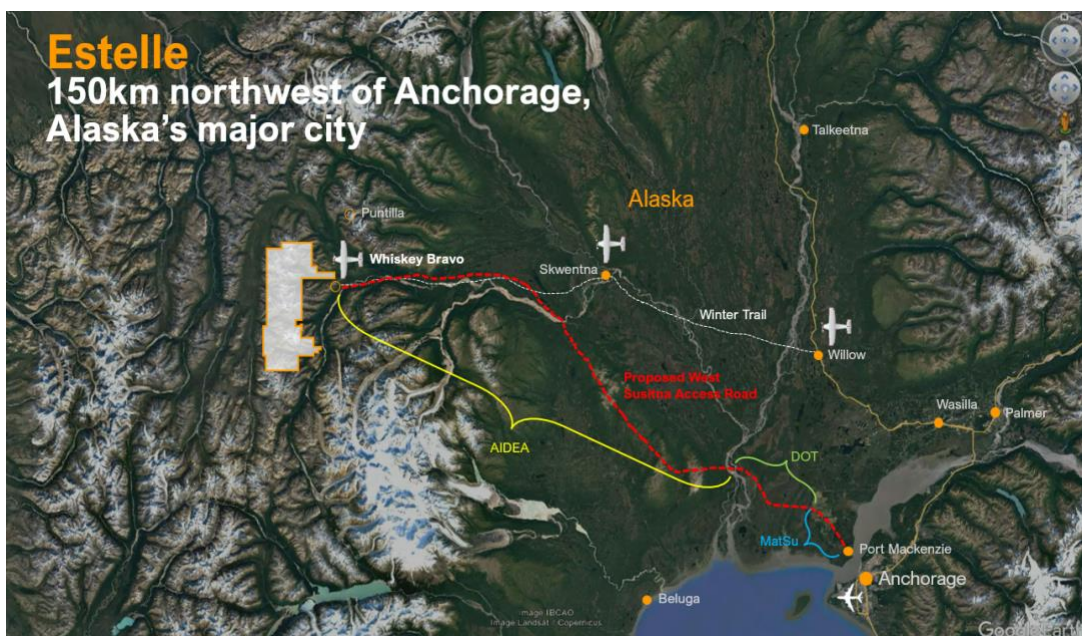 Estelle
150km northwest of Anchorage,
Alaska's major city
Talkeetna
Alaska
Puntilla
Whiskey Bravo
Skwentna
Winter Trail
Willow
Proposed West
Susitna Access Road
Wasilla
Palmer
AIDEA
DOT
MatSu
Port Mackenzie
Anchorage
Beluga
Image IBCAO
Image Landsat / Copernicus
Google Earth